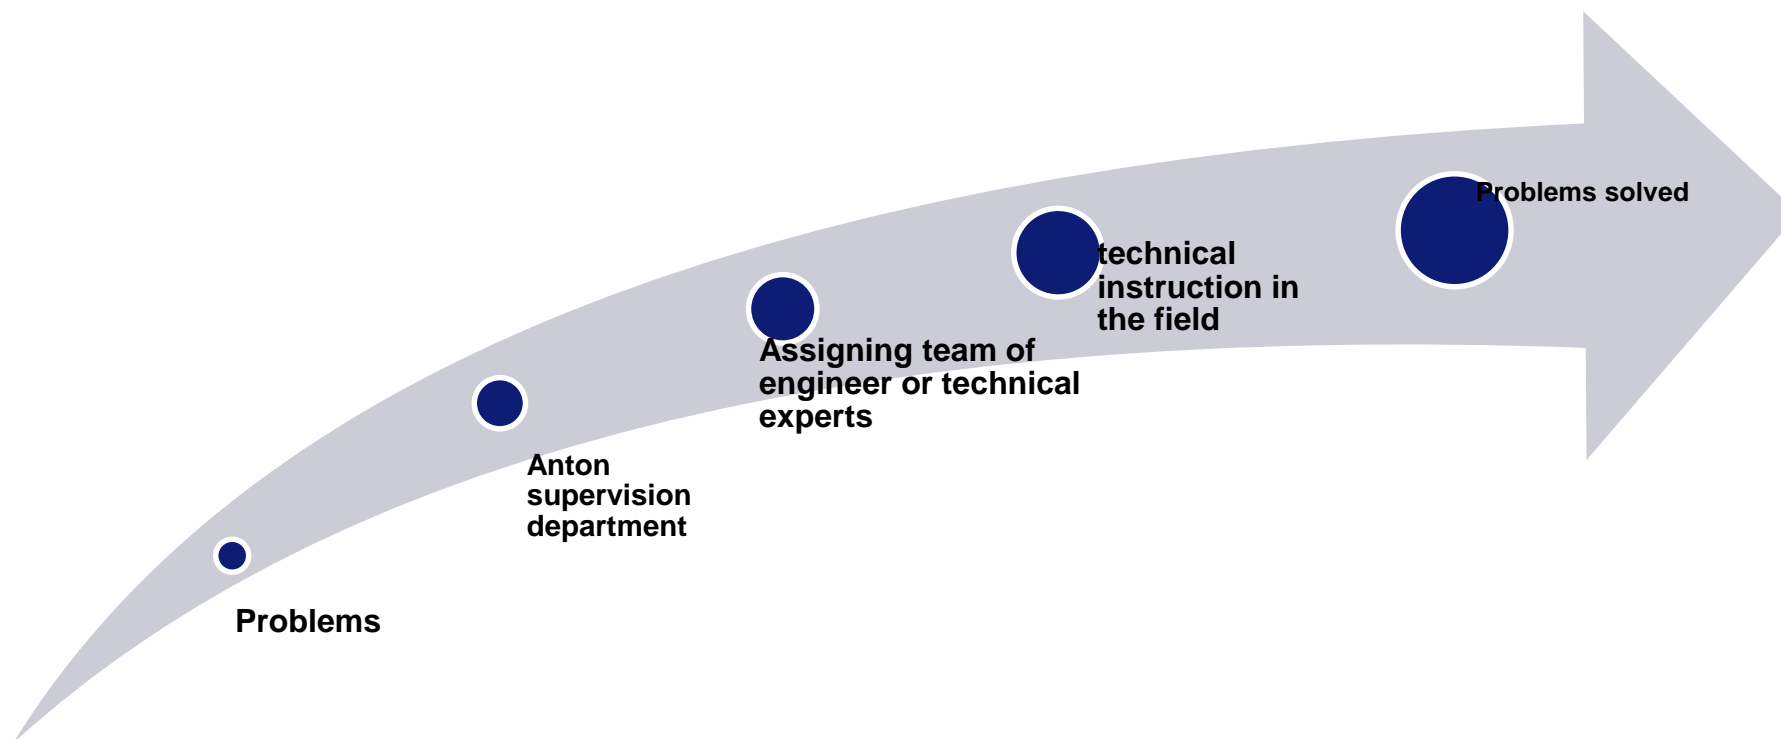 Problems
Anton
supervision
department
Assigning team of
engineer or technical
experts
technical
instruction in
the field
Problems solved